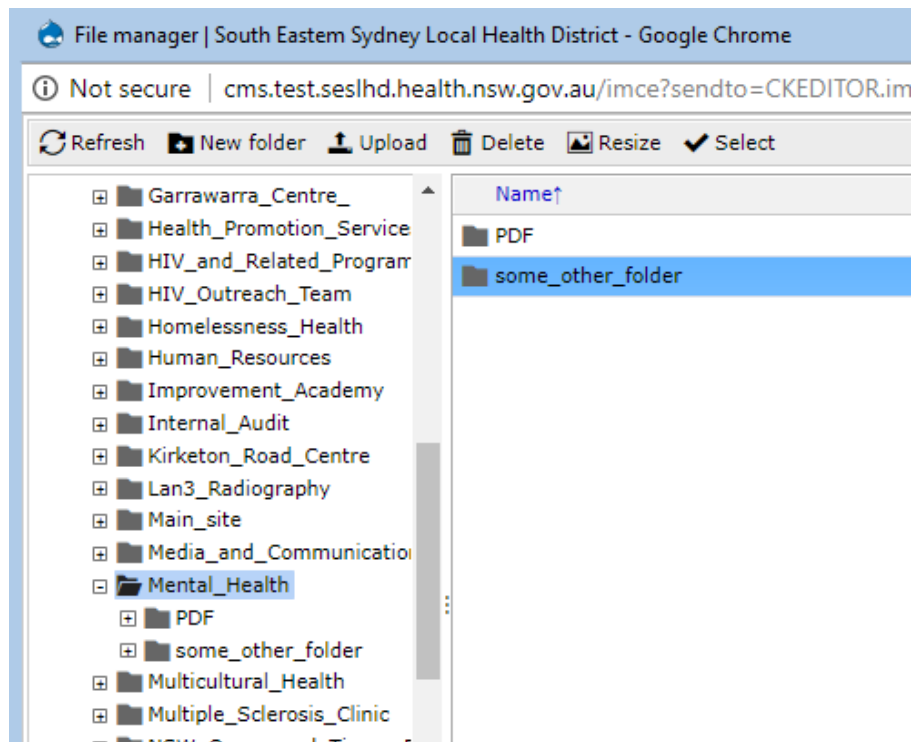 File manager | South Eastem Sydney Local Health District - Google Chrome
Not secure | cms.test.seslhd.health.nsw.gov.au/imce?sendto=CKEDITOR.im
Refresh New folder Upload Delete Resize Select
Garrawarra_Centre_
Health_Promotion_Service
HIV_and_Related_Program
HIV_Outreach_Team
Homelessness_Health
Human_Resources
Improvement_Academy
Internal_Audit
Kirketon_Road_Centre
Lan3_Radiography
Main_site
Media_and_Communication
Mental_Health
PDF
some_other_folder
Multicultural_Health
Multiple_Sclerosis_Clinic
Name↑
PDF
some_other_folder